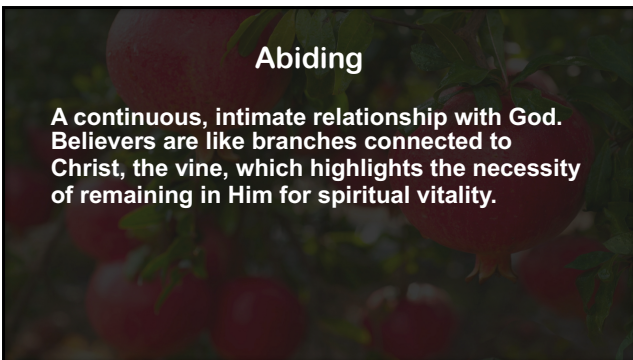 Abiding
A continuous, intimate relationship with God.
Believers are like branches connected to
Christ, the vine, which highlights the necessity
of remaining in Him for spiritual vitality.